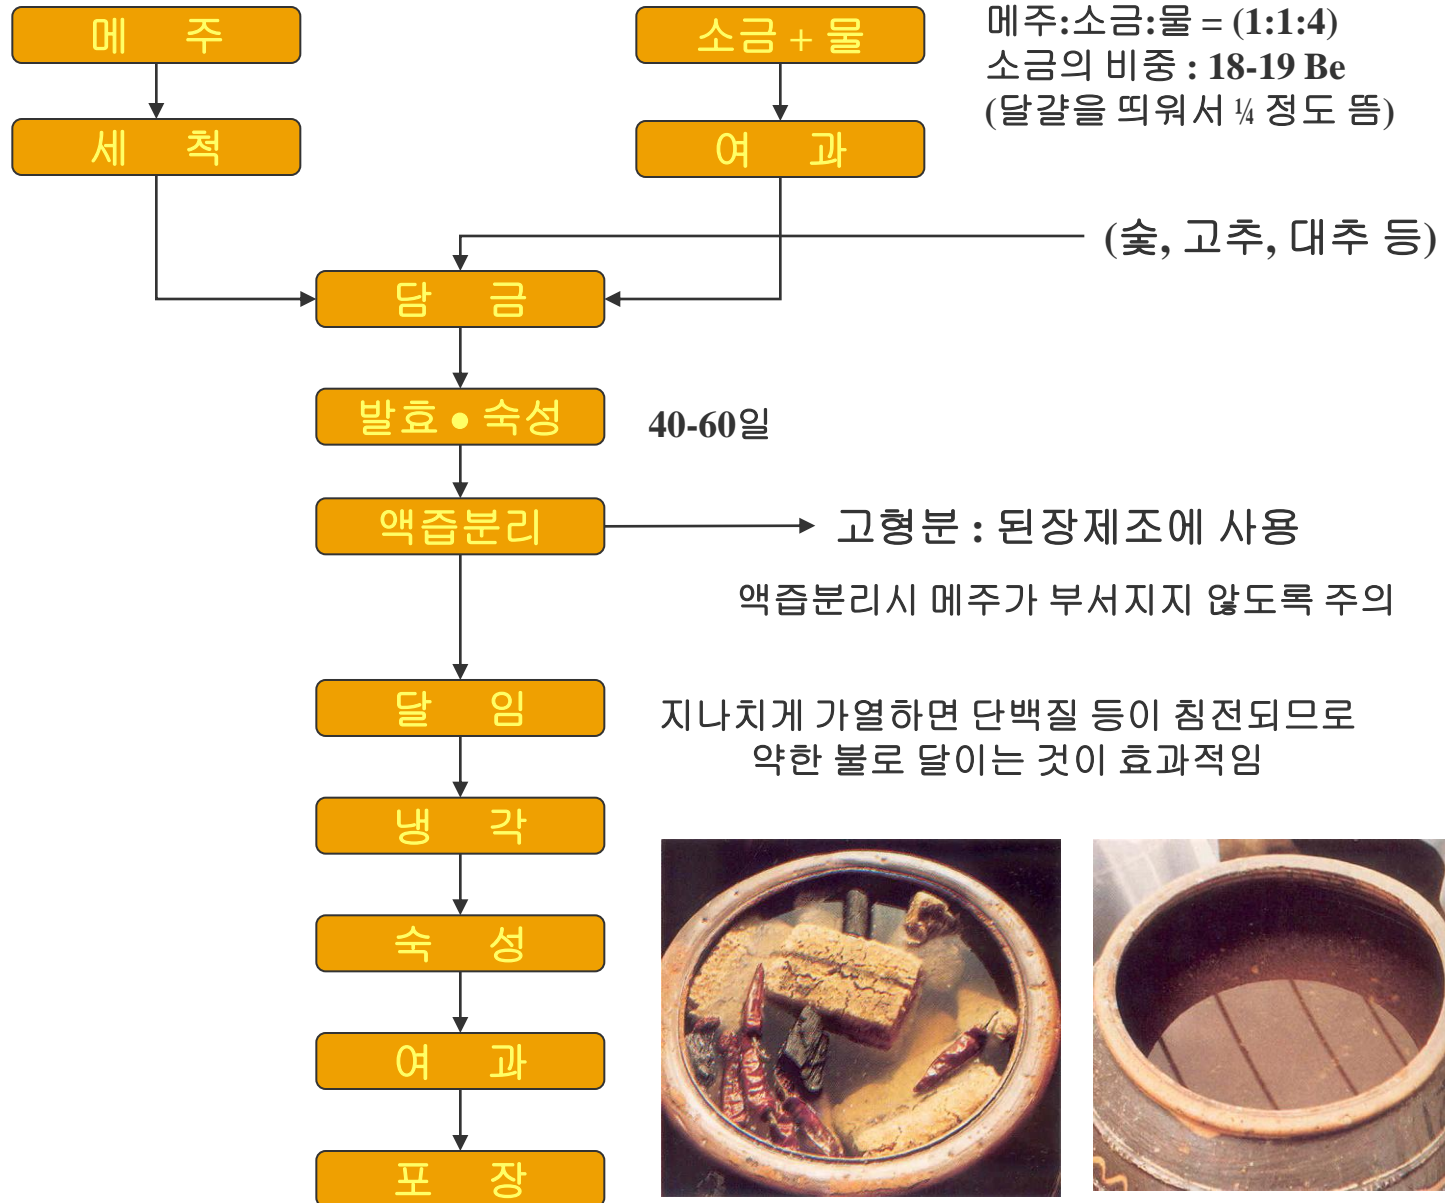 메 주
소금 + 물
메주:소금:물 = (1:1:4)
소금의 비중 : 18-19 Be
(달걀을 띄워서 ¼ 정도 뜸)
세 척
여 과
(숯, 고추, 대추 등)
담 금
발효 ● 숙성
40-60일
액즙분리
고형분 : 된장제조에 사용
액즙분리시 메주가 부서지지 않도록 주의
달 임
지나치게 가열하면 단백질 등이 침전되므로
약한 불로 달이는 것이 효과적임
냉 각
숙 성
여 과
포 장